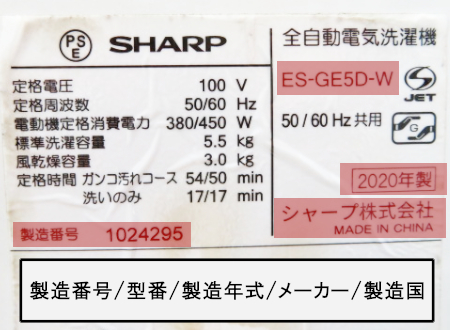 PS
E
SHARP
定格電圧 100 V
定格周波数 50/60 Hz
電動機定格消費電力 380/450 W
標準洗濯容量 5.5 kg
風乾燥容量 3.0 kg
定格時間 ガンコ汚れコース 54/50 min
洗いのみ 17/17 min
製造番号 1024295
全自動電気洗濯機
ES-GE5D-W
JET
50/60Hz共用
G
2020年製
シャープ株式会社
MADE IN CHINA
製造番号/型番/製造年式/メーカー/製造国